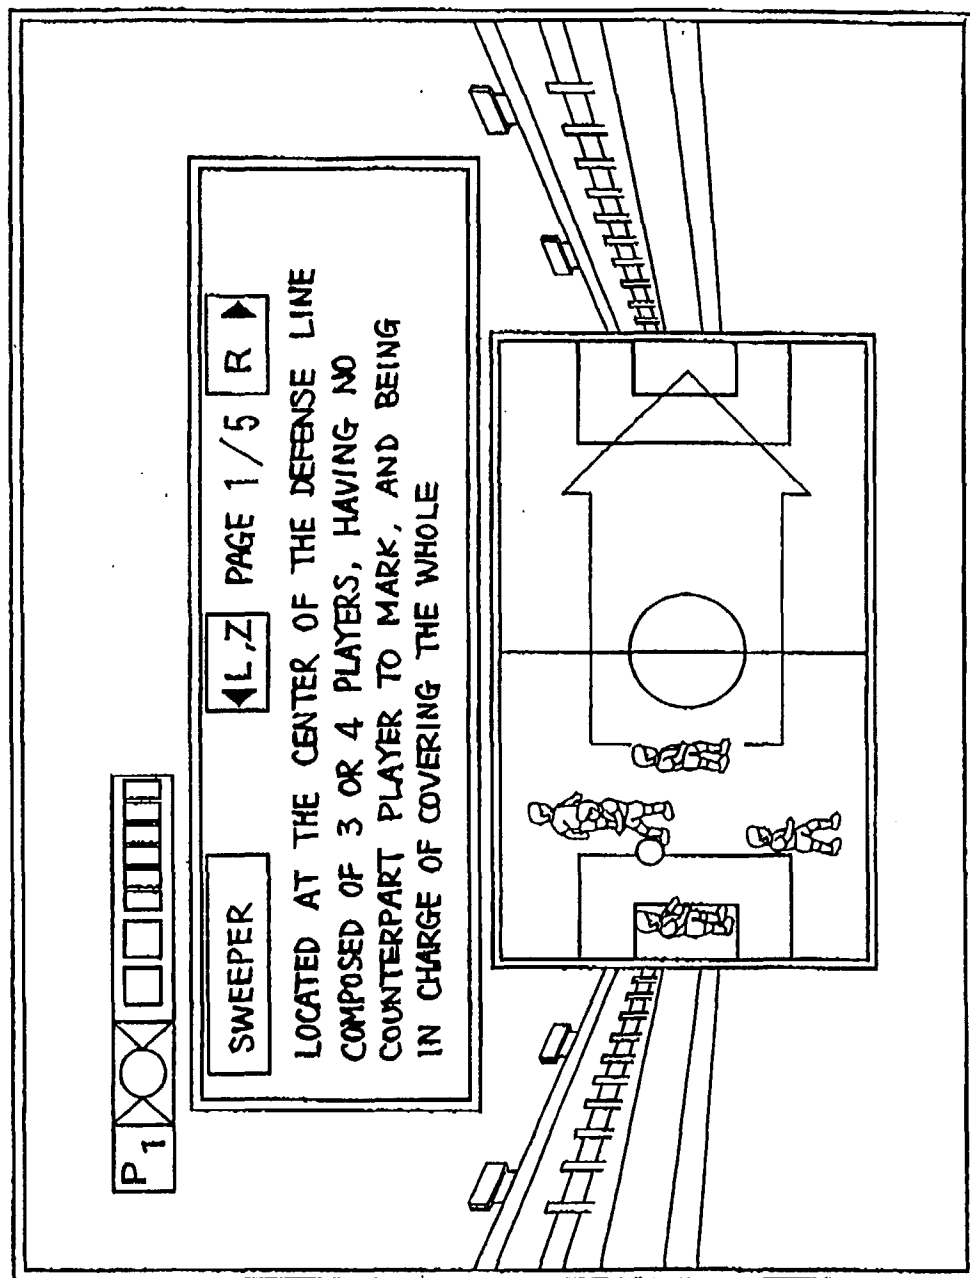 P1
SWEEPER
◀L,Z PAGE 1/5 R▶
LOCATED AT THE CENTER OF THE DEFENSE LINE
COMPOSED OF 3 OR 4 PLAYERS, HAVING NO
COUNTERPART PLAYER TO MARK, AND BEING
IN CHARGE OF COVERING THE WHOLE